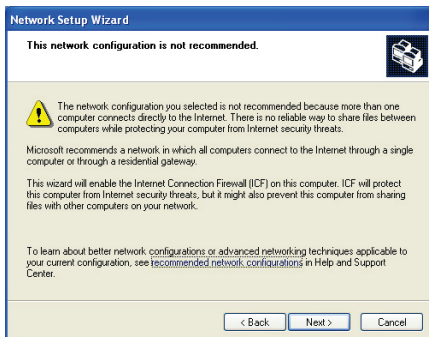 Network Setup Wizard
This network configuration is not recommended.
The network configuration you selected is not recommended because more than one
computer connects directly to the Internet. There is no reliable way to share files between
computers while protecting your computer from Internet security threats.
Microsoft recommends a network in which all computers connect to the Internet through a single
computer or through a residential gateway.
This wizard will enable the Internet Connection Firewall (ICF) on this computer. ICF will protect
this computer from Internet security threats, but it might also prevent this computer from sharing
files with other computers on your network.
To learn about better network configurations or advanced networking techniques applicable to
your current configuration, see recommended network configurations in Help and Support
Center.
< Back Next > Cancel